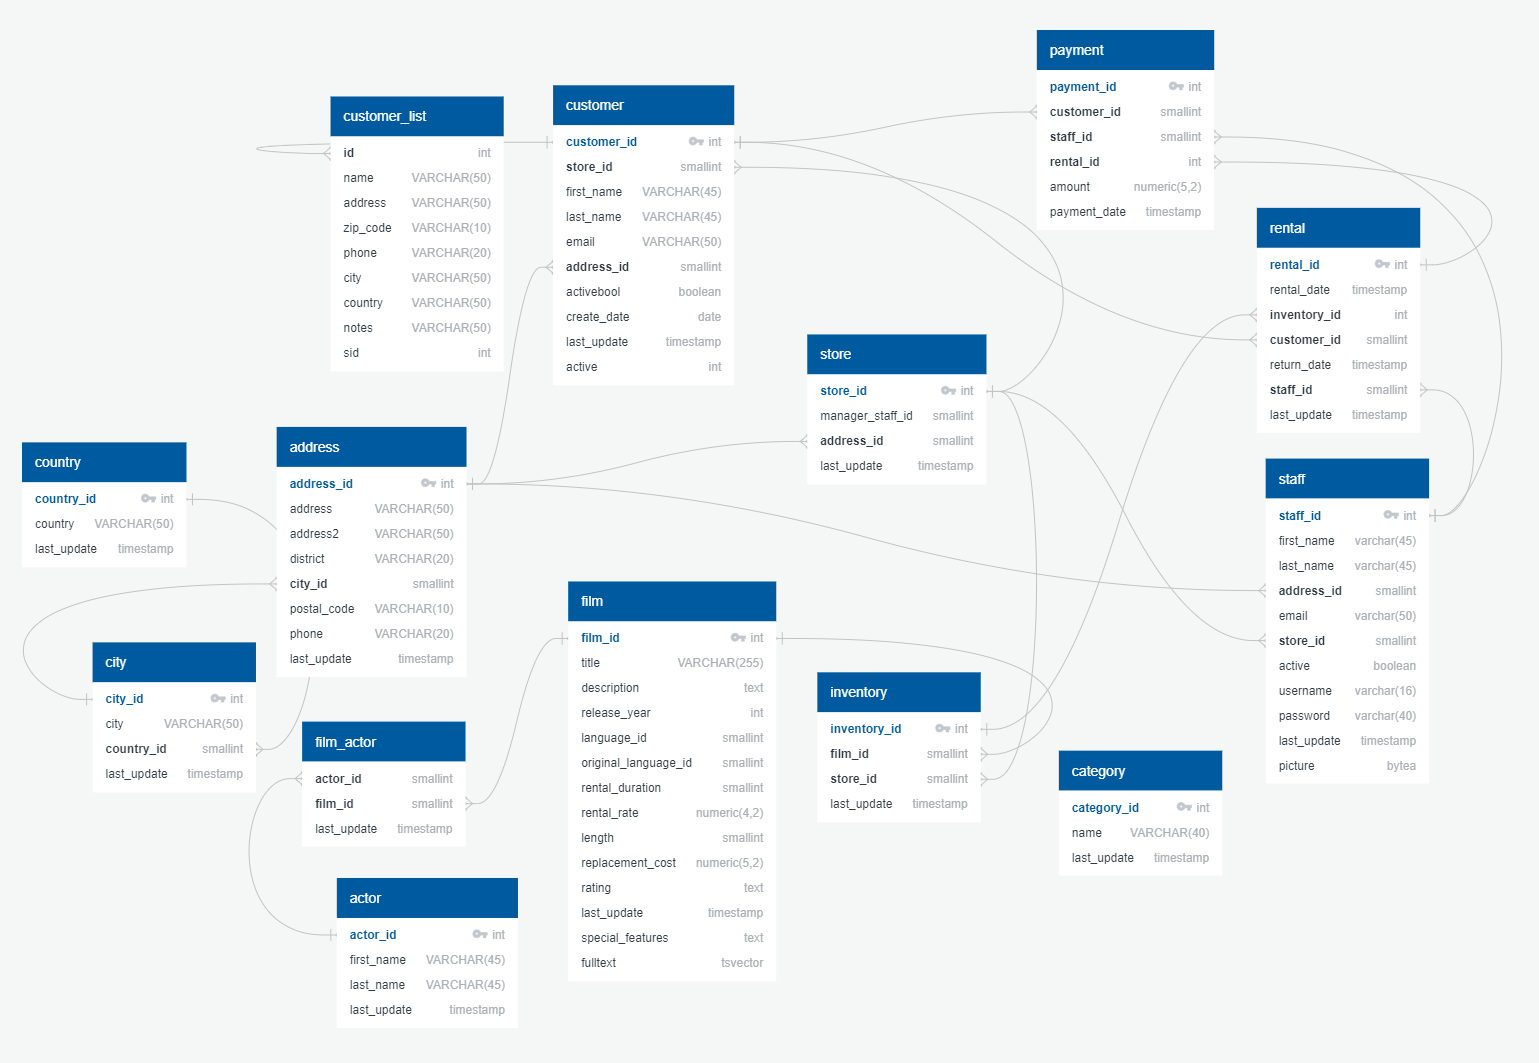 payment
payment_id int
customer_id smallint
staff_id smallint
rental_id int
amount numeric(5,2)
payment_date timestamp
customer
customer_id int
store_id smallint
first_name VARCHAR(45)
last_name VARCHAR(45)
email VARCHAR(50)
address_id smallint
activebool boolean
create_date date
last_update timestamp
active int
customer_list
id int
name VARCHAR(50)
address VARCHAR(50)
zip_code VARCHAR(10)
phone VARCHAR(20)
city VARCHAR(50)
country VARCHAR(50)
notes VARCHAR(50)
sid int
rental
rental_id int
rental_date timestamp
inventory_id int
customer_id smallint
return_date timestamp
staff_id smallint
last_update timestamp
store
store_id int
manager_staff_id smallint
address_id smallint
last_update timestamp
address
address_id int
address VARCHAR(50)
address2 VARCHAR(50)
district VARCHAR(20)
city_id smallint
postal_code VARCHAR(10)
phone VARCHAR(20)
last_update timestamp
country
country_id int
country VARCHAR(50)
last_update timestamp
staff
staff_id int
first_name varchar(45)
last_name varchar(45)
address_id smallint
email varchar(50)
store_id smallint
active boolean
username varchar(16)
password varchar(40)
last_update timestamp
picture bytea
film
film_id int
title VARCHAR(255)
description text
release_year int
language_id smallint
original_language_id smallint
rental_duration smallint
rental_rate numeric(4,2)
length smallint
replacement_cost numeric(5,2)
rating text
last_update timestamp
special_features text
fulltext tsvector
city
city_id int
city VARCHAR(50)
country_id smallint
last_update timestamp
inventory
inventory_id int
film_id smallint
store_id smallint
last_update timestamp
film_actor
actor_id smallint
film_id smallint
last_update timestamp
category
category_id int
name VARCHAR(40)
last_update timestamp
actor
actor_id int
first_name VARCHAR(45)
last_name VARCHAR(45)
last_update timestamp